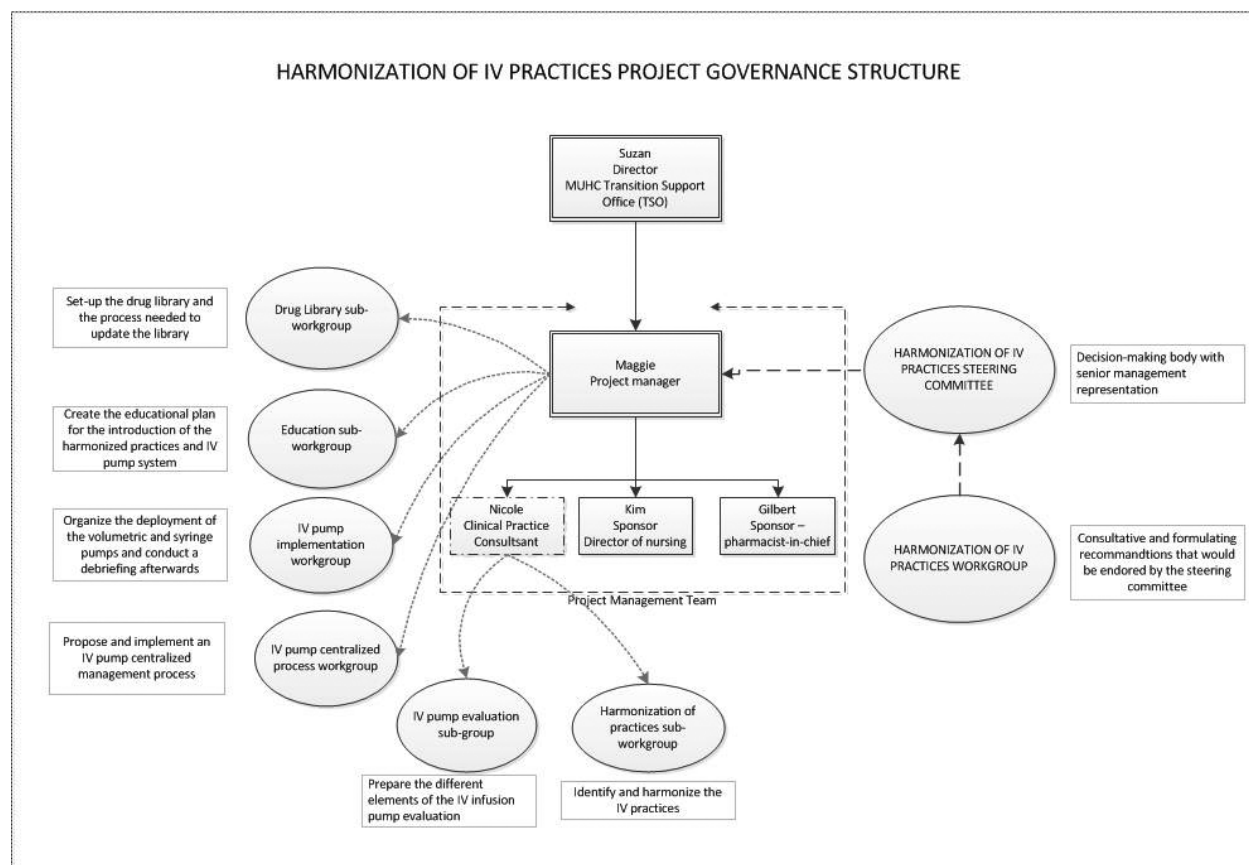 HARMONIZATION OF IV PRACTICES PROJECT GOVERNANCE STRUCTURE
Suzan
Director
MUHC Transition Support
Office (TSO)
Set-up the drug library and
the process needed to
update the library
Drug Library sub-
workgroup
Maggie
Project manager
HARMONIZATION OF IV
PRACTICES STEERING
COMMITTEE
Decision-making body with
senior management
representation
Create the educational plan
for the introduction of the
harmonized practices and IV
pump system
Education sub-
workgroup
Organize the deployment of
the volumetric and syringe
pumps and conduct a
debriefing afterwards
IV pump
implementation
workgroup
Nicole
Clinical Practice
Consultsant
Kim
Sponsor
Director of nursing
Gilbert
Sponsor –
pharmacist-in-chief
Project Management Team
HARMONIZATION OF IV
PRACTICES WORKGROUP
Consultative and formulating
recommandtions that would
be endored by the steering
committee
Propose and implement an
IV pump centralized
management process
IV pump centralized
process workgroup
IV pump evaluation
sub-group
Harmonization of
practices sub-
workgroup
Prepare the different
elements of the IV infusion
pump evaluation
Identify and harmonize the
IV practices